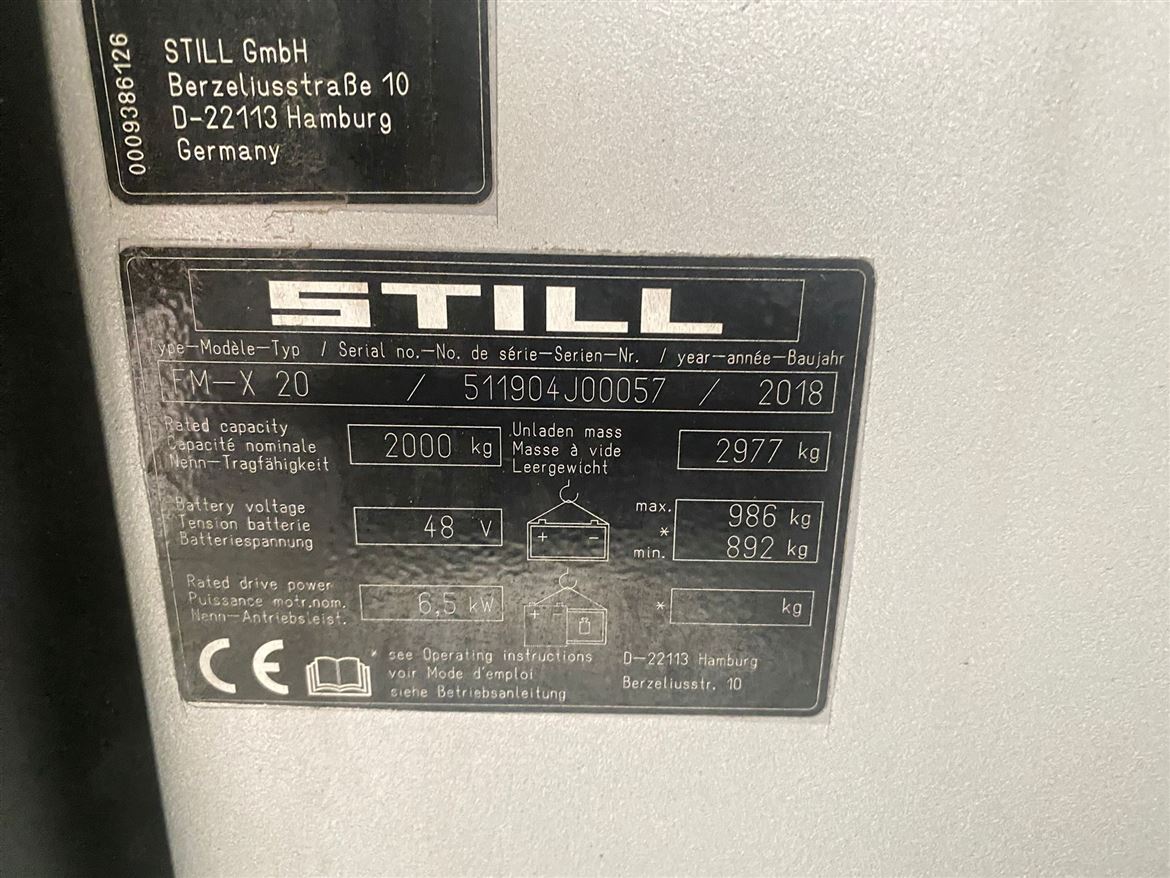 0009386126
STILL GmbH
Berzeliusstraße 10
D-22113 Hamburg
Germany
STILL
Type-Modèle-Typ / Serial no.-No. de série-Serien-Nr. / year-année-Baujahr
FM-X 20 / 511904J00057 / 2018
Rated capacity
Capacité nominale
Nenn-Tragfähigkeit
2000 kg
Unladen mass
Masse à vide
Leergewicht
2977 kg
Battery voltage
Tension batterie
Batteriespannung
48 V
+ -
max.
*
min.
986 kg
892 kg
Rated drive power
Puissance motr.nom.
Nenn-Antriebsleist.
6,5 kW
+ -
* kg
CE
* see Operating instructions
voir Mode d'emploi
siehe Betriebsanleitung
D-22113 Hamburg
Berzeliusstr. 10